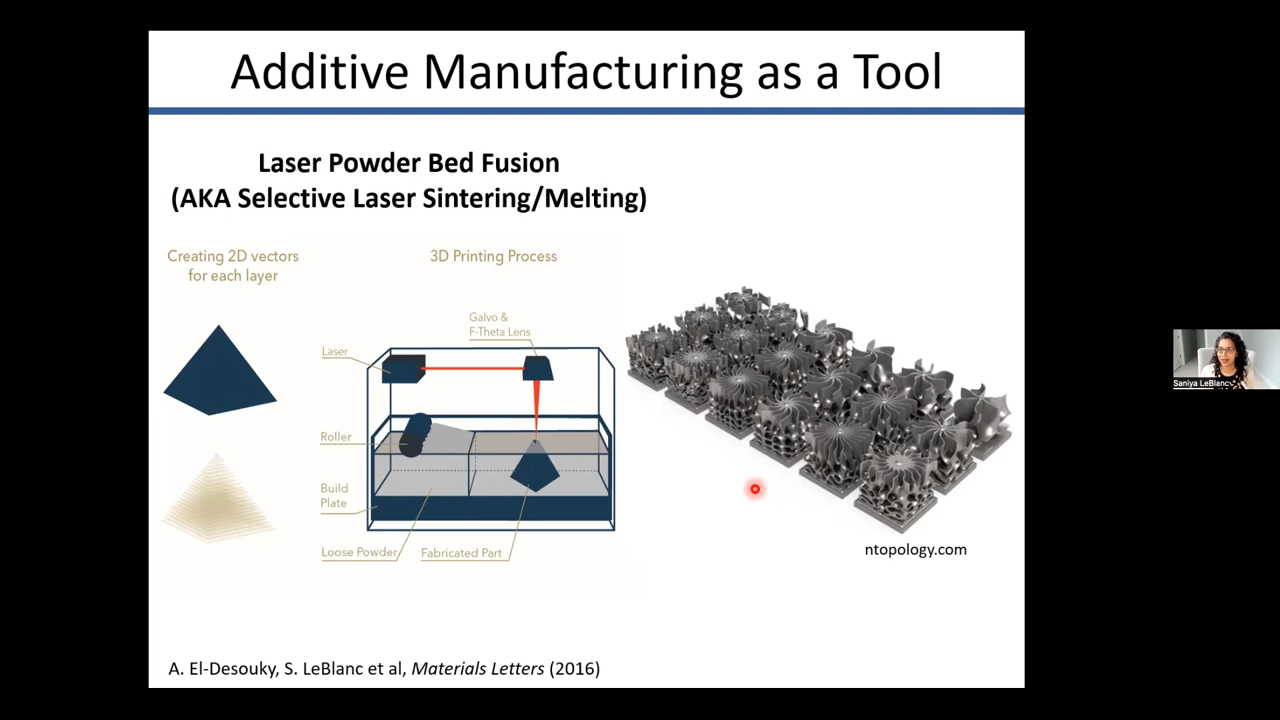 Additive Manufacturing as a Tool
Laser Powder Bed Fusion
(AKA Selective Laser Sintering/Melting)
Creating 2D vectors
for each layer
3D Printing Process
Galvo &
F-Theta Lens
Laser
Roller
Build
Plate
Loose Powder
Fabricated Part
ntopology.com
A. El-Desouky, S. LeBlanc et al, Materials Letters (2016)
Saniya LeBlanc